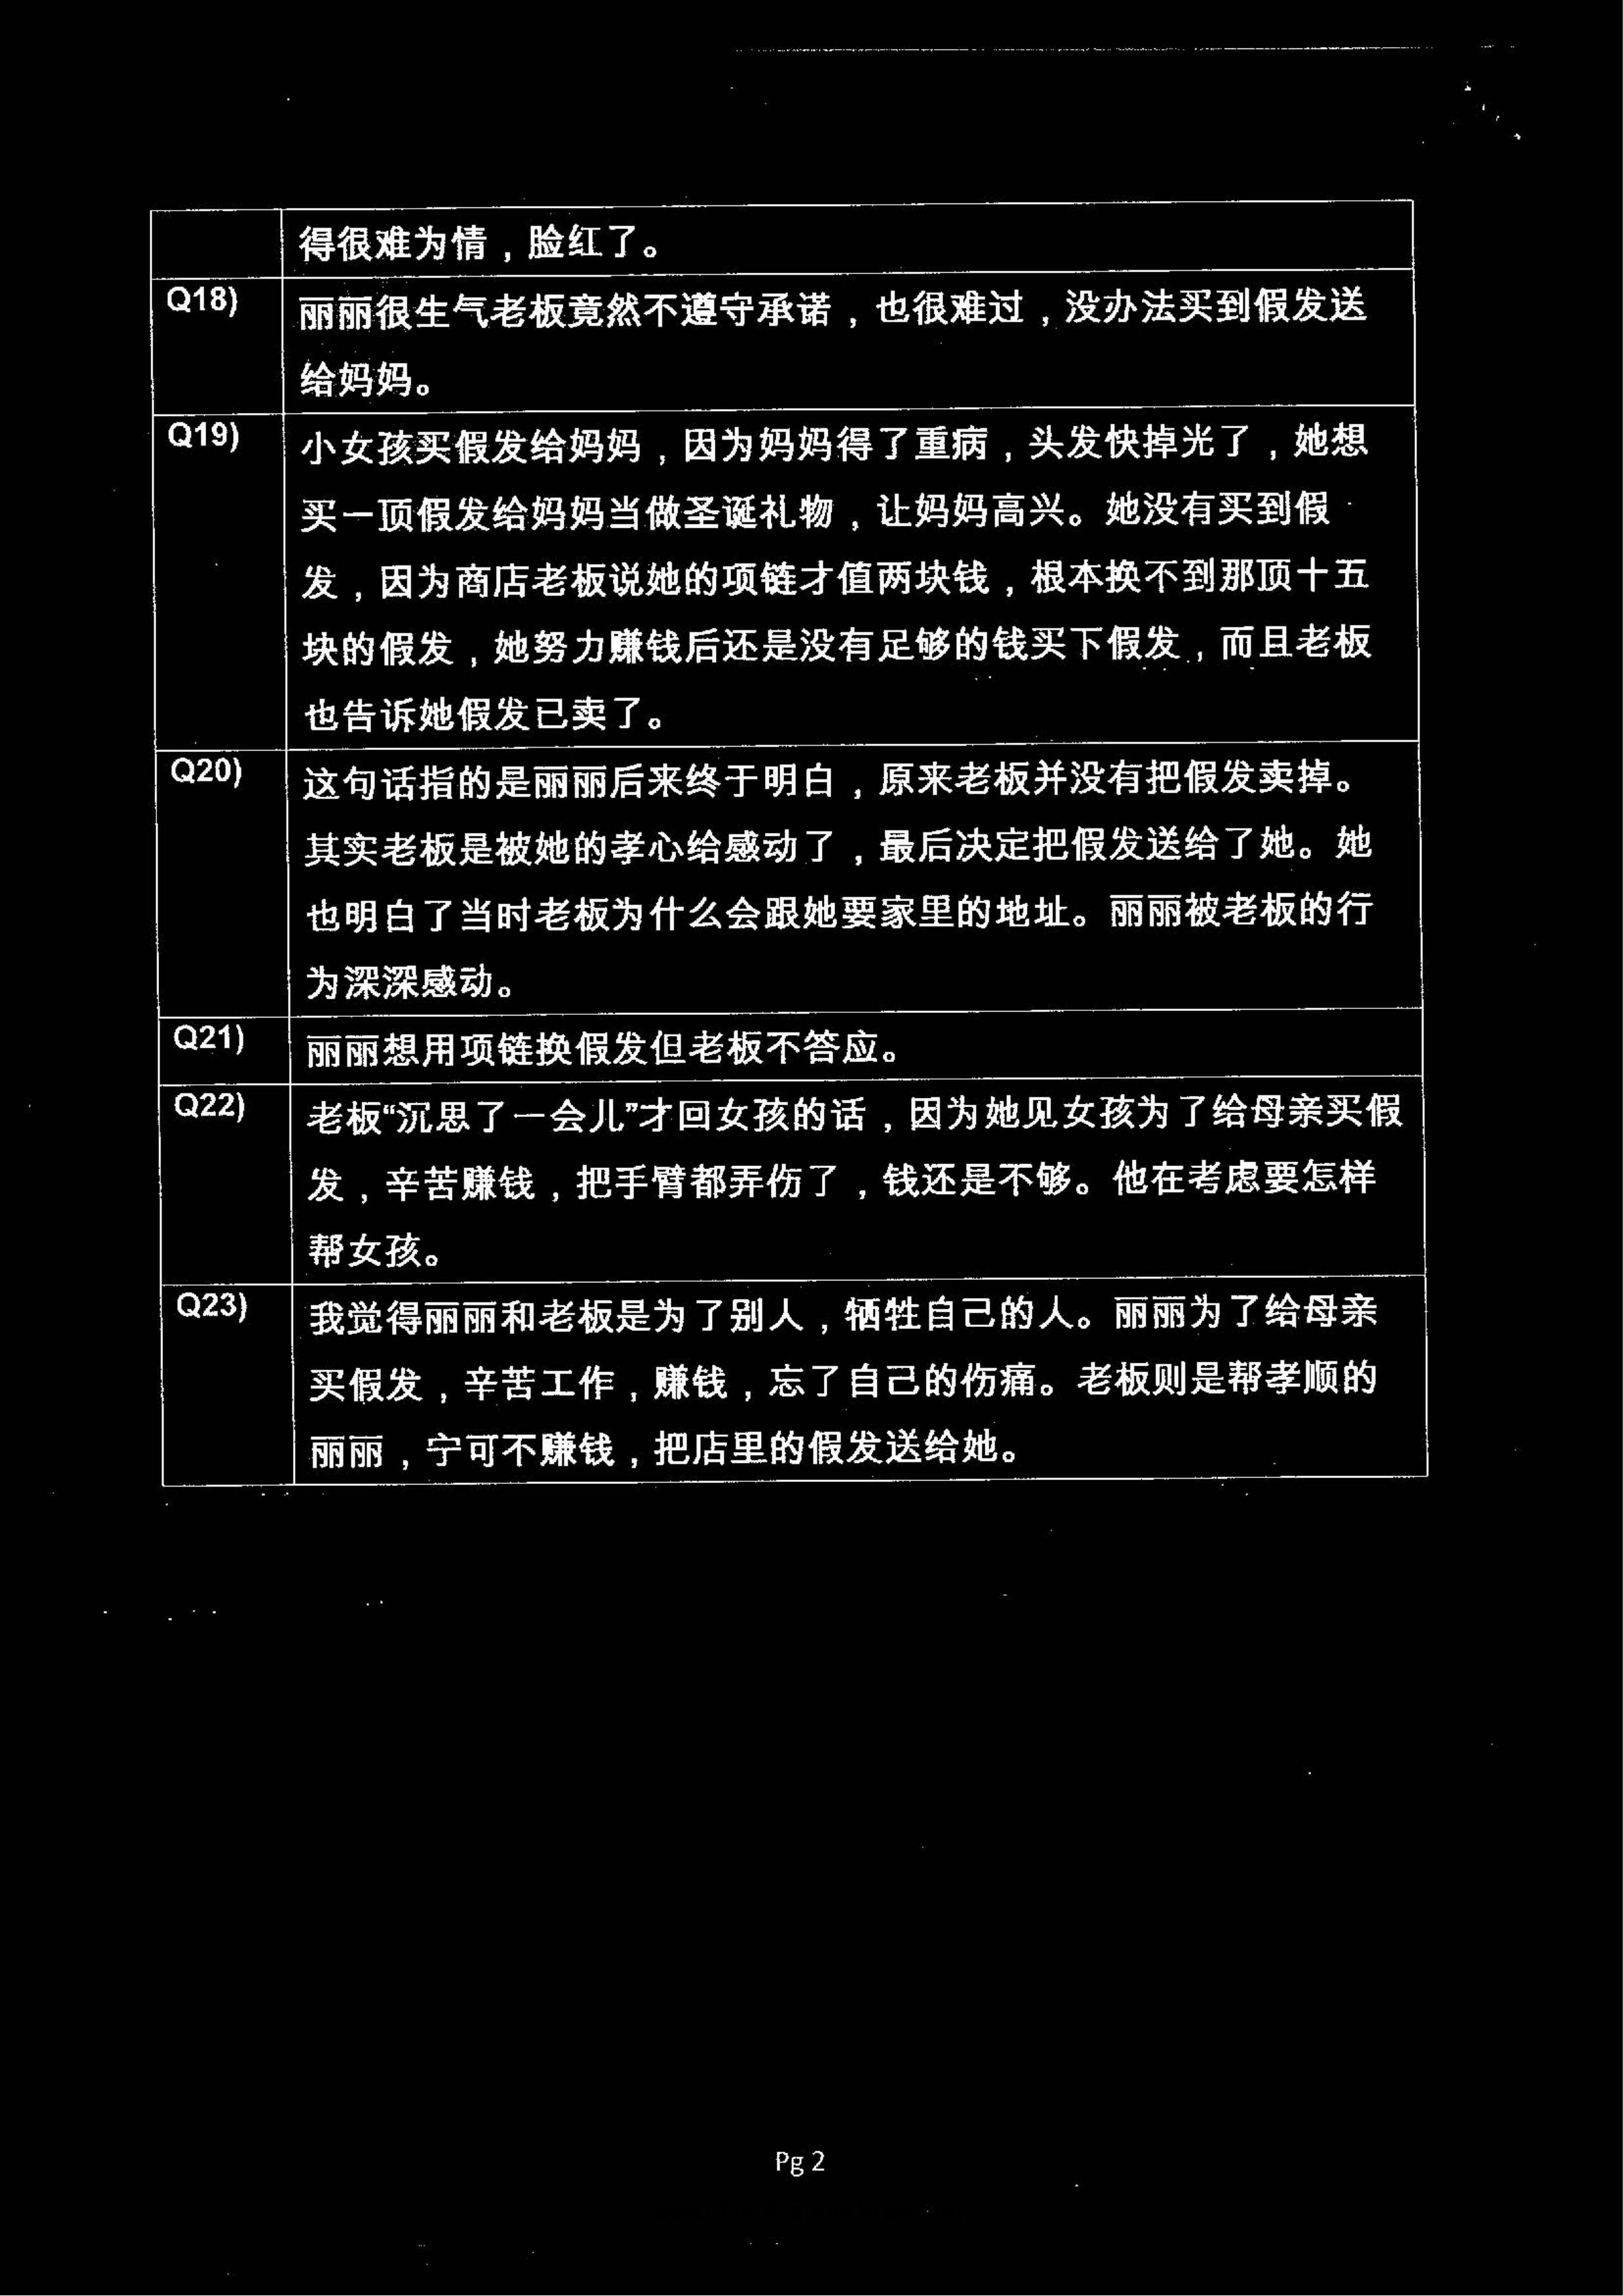 得很难为情，脸红了。
Q18) 丽丽很生气老板竟然不遵守承诺，也很难过，没办法买到假发送
给妈妈。
Q19) 小女孩买假发给妈妈，因为妈妈得了重病，头发快掉光了，她想
买一顶假发给妈妈当做圣诞礼物，让妈妈高兴。她没有买到假
发，因为商店老板说她的项链才值两块钱，根本换不到那顶十五
块的假发，她努力赚钱后还是没有足够的钱买下假发，而且老板
也告诉她假发已卖了。
Q20) 这句话指的是丽丽后来终于明白，原来老板并没有把假发卖掉。
其实老板是被她的孝心给感动了，最后决定把假发送给了她。她
也明白了当时老板为什么会跟她要家里的地址。丽丽被老板的行
为深深感动。
Q21) 丽丽想用项链换假发但老板不答应。
Q22) 老板“沉思了一会儿”才回女孩的话，因为她见女孩为了给母亲买假
发，辛苦赚钱，把手臂都弄伤了，钱还是不够。他在考虑要怎样
帮女孩。
Q23) 我觉得丽丽和老板是为了别人，牺牲自己的人。丽丽为了给母亲
买假发，辛苦工作，赚钱，忘了自己的伤痛。老板则是帮孝顺的
丽丽，宁可不赚钱，把店里的假发送给她。
Pg 2